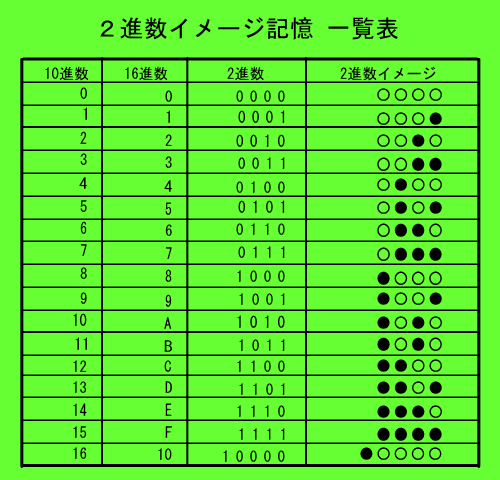 2進数イメージ記憶 一覧表
10進数 16進数 2進数 2進数イメージ
0 0 0000 ○○○○
1 1 0001 ○○○●
2 2 0010 ○○●○
3 3 0011 ○○●●
4 4 0100 ○●○○
5 5 0101 ○●○●
6 6 0110 ○●●○
7 7 0111 ○●●●
8 8 1000 ●○○○
9 9 1001 ●○○●
10 A 1010 ●○●○
11 B 1011 ●○●○
12 C 1100 ●●○○
13 D 1101 ●●○●
14 E 1110 ●●●○
15 F 1111 ●●●●
16 10 10000 ●○○○○